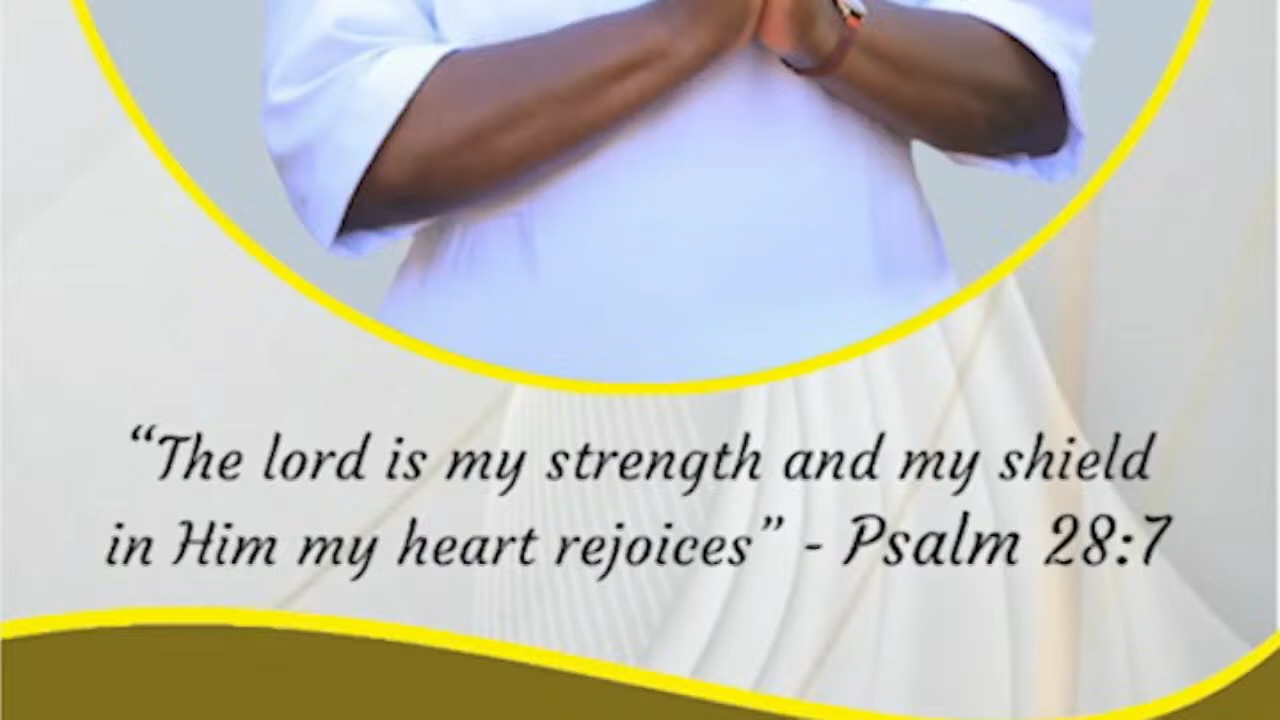 “The lord is my strength and my shield
in Him my heart rejoices” - Psalm 28:7